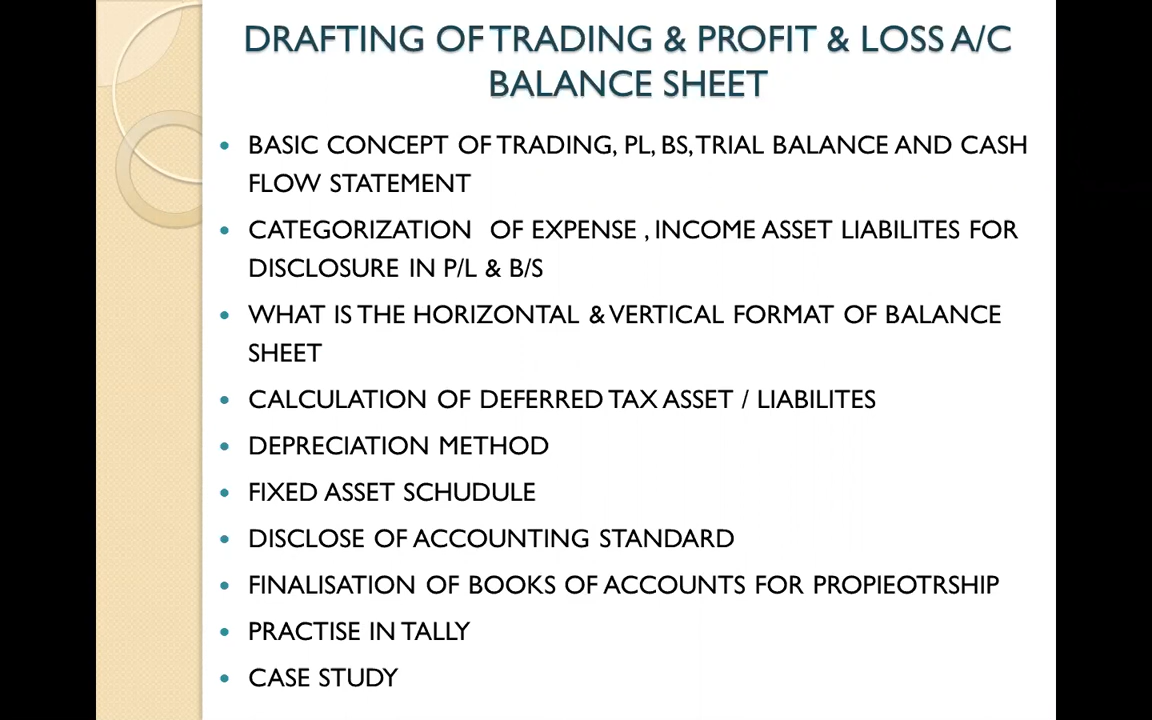 DRAFTING OF TRADING & PROFIT & LOSS A/C
BALANCE SHEET
• BASIC CONCEPT OF TRADING, PL, BS, TRIAL BALANCE AND CASH
FLOW STATEMENT
• CATEGORIZATION OF EXPENSE , INCOME ASSET LIABILITES FOR
DISCLOSURE IN P/L & B/S
• WHAT IS THE HORIZONTAL & VERTICAL FORMAT OF BALANCE
SHEET
• CALCULATION OF DEFERRED TAX ASSET / LIABILITES
• DEPRECIATION METHOD
• FIXED ASSET SCHUDULE
• DISCLOSE OF ACCOUNTING STANDARD
• FINALISATION OF BOOKS OF ACCOUNTS FOR PROPIEOTRSHIP
• PRACTISE IN TALLY
• CASE STUDY